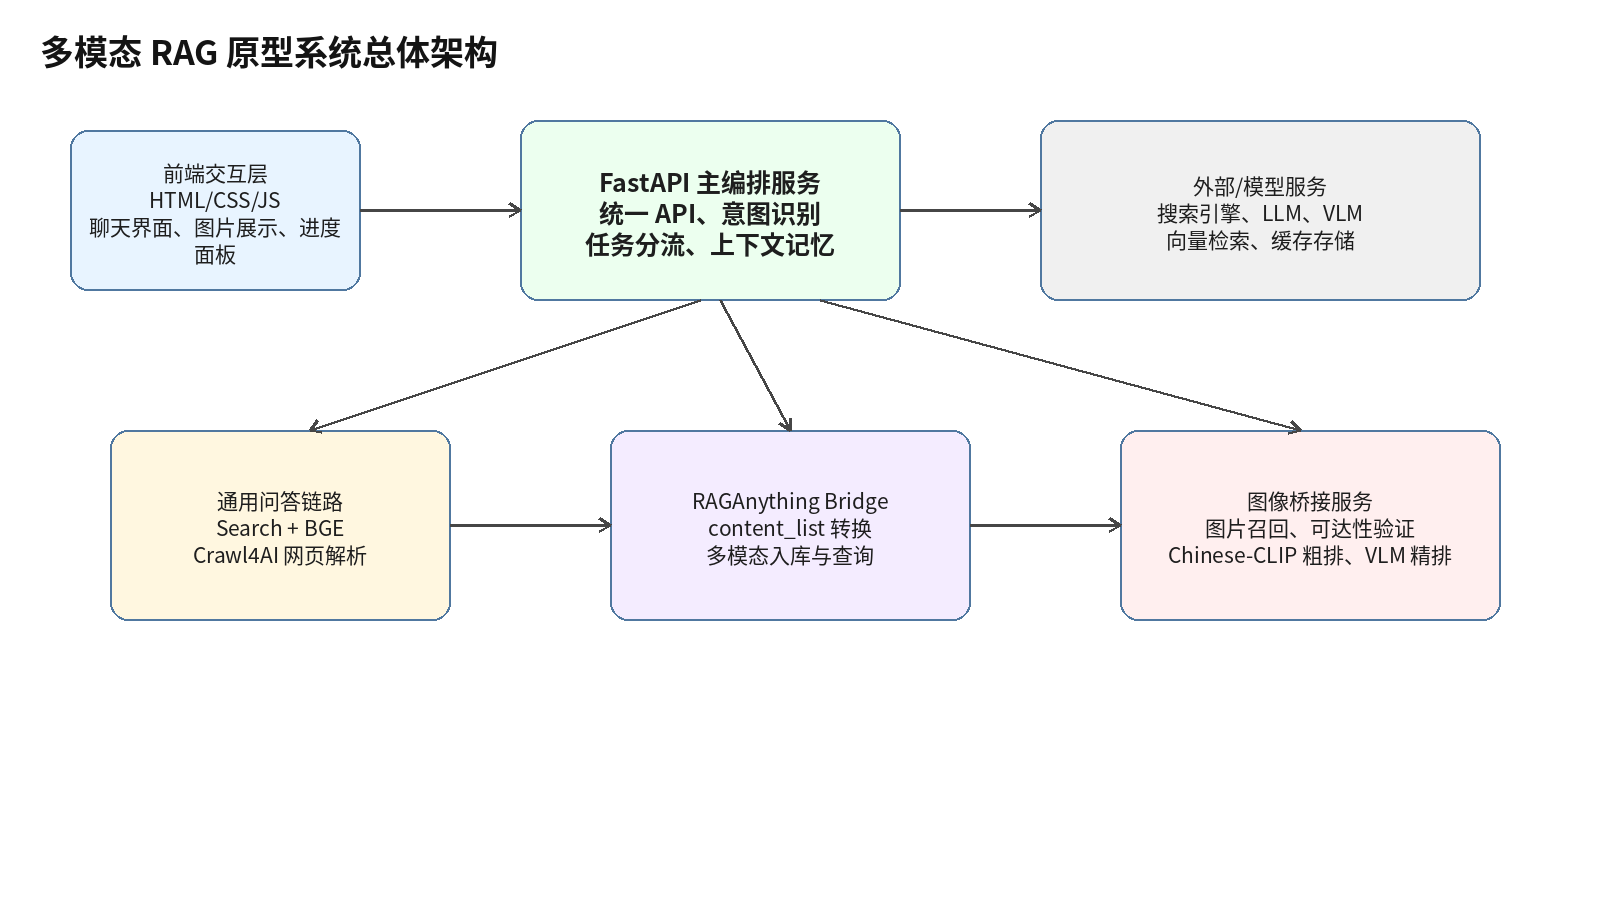 多模态 RAG 原型系统总体架构
前端交互层
HTML/CSS/JS
聊天界面、图片展示、进度
面板
FastAPI 主编排服务
统一 API、意图识别
任务分流、上下文记忆
外部/模型服务
搜索引擎、LLM、VLM
向量检索、缓存存储
通用问答链路
Search + BGE
Crawl4AI 网页解析
RAGAnything Bridge
content_list 转换
多模态入库与查询
图像桥接服务
图片召回、可达性验证
Chinese-CLIP 粗排、VLM 精排